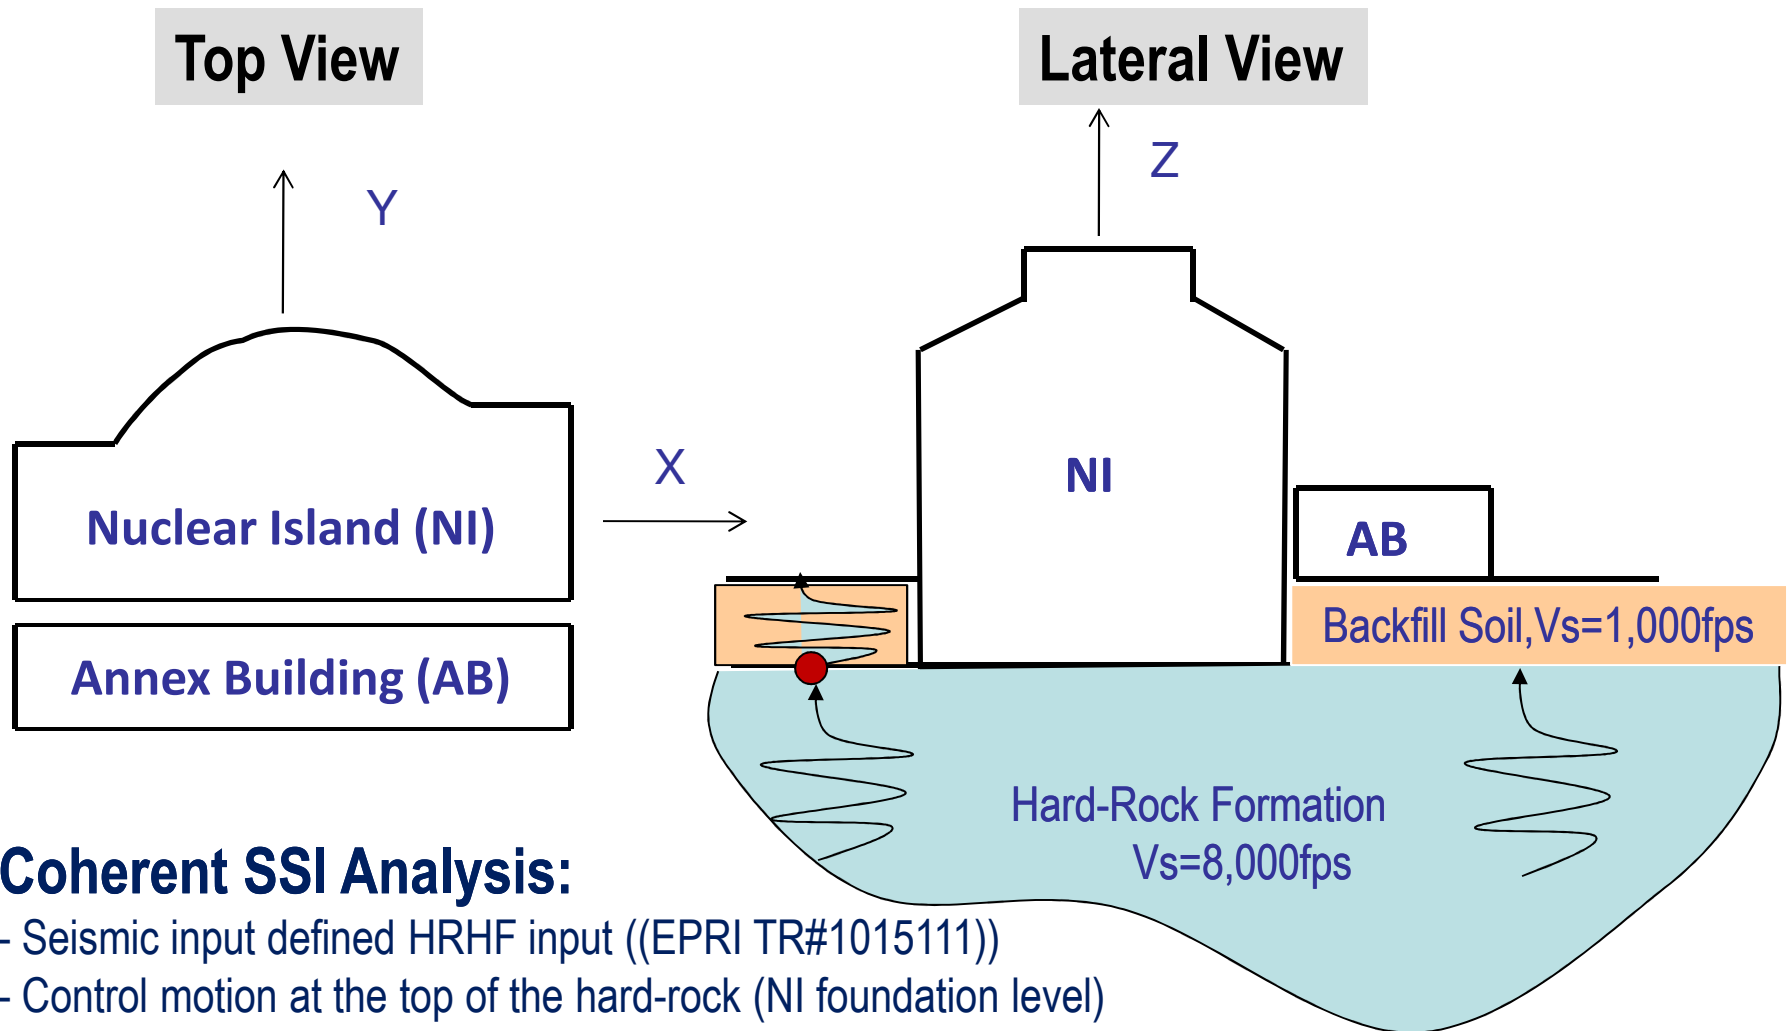 Top View
Lateral View
Y
Z
X
Nuclear Island (NI)
Annex Building (AB)
NI
AB
Backfill Soil,Vs=1,000fps
Hard-Rock Formation
Vs=8,000fps
Coherent SSI Analysis:
- Seismic input defined HRHF input ((EPRI TR#1015111))
- Control motion at the top of the hard-rock (NI foundation level)